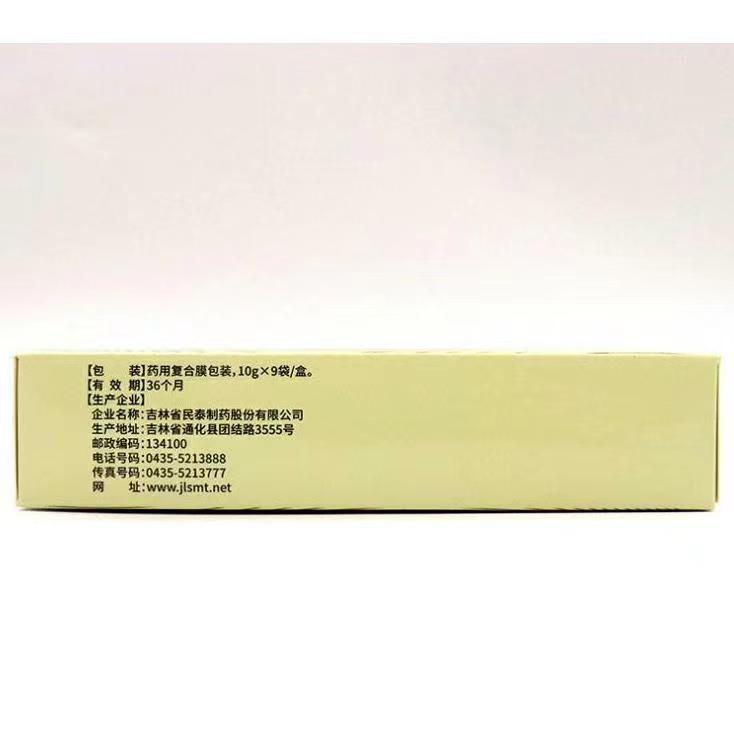 【包　　装】药用复合膜包装，10g×9袋/盒。
【有 效 期】36个月
【生产企业】
企业名称：吉林省民泰制药股份有限公司
生产地址：吉林省通化县团结路3555号
邮政编码：134100
电话号码：0435-5213888
传真号码：0435-5213777
网　　址：www.jlsmt.net